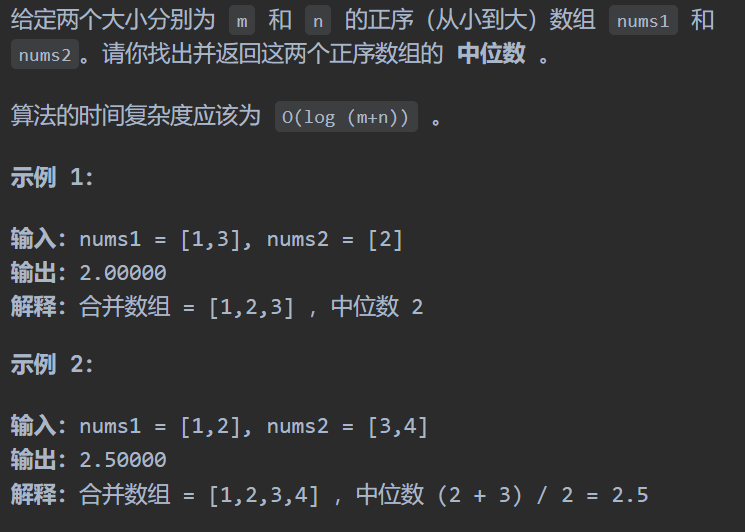 给定两个大小分别为 m 和 n 的正序（从小到大）数组 nums1 和
nums2。请你找出并返回这两个正序数组的 中位数 。
算法的时间复杂度应该为 O(log (m+n)) 。
示例 1：
输入：nums1 = [1,3], nums2 = [2]
输出：2.00000
解释：合并数组 = [1,2,3] ，中位数 2
示例 2：
输入：nums1 = [1,2], nums2 = [3,4]
输出：2.50000
解释：合并数组 = [1,2,3,4] ，中位数 (2 + 3) / 2 = 2.5